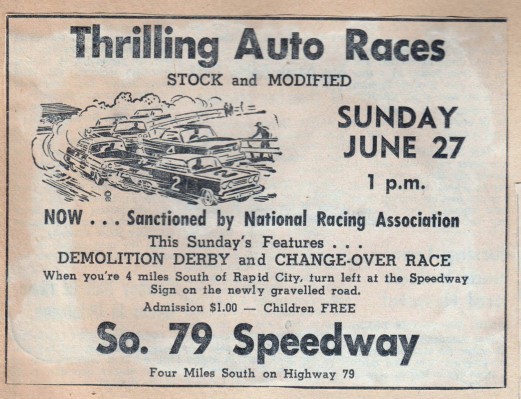 Thrilling Auto Races
STOCK and MODIFIED
SUNDAY
JUNE 27
1 p.m.
2
NOW . . . Sanctioned by National Racing Association
This Sunday's Features . . .
DEMOLITION DERBY and CHANGE-OVER RACE
When you're 4 miles South of Rapid City, turn left at the Speedway
Sign on the newly gravelled road.
Admission $1.00 — Children FREE
So. 79 Speedway
Four Miles South on Highway 79